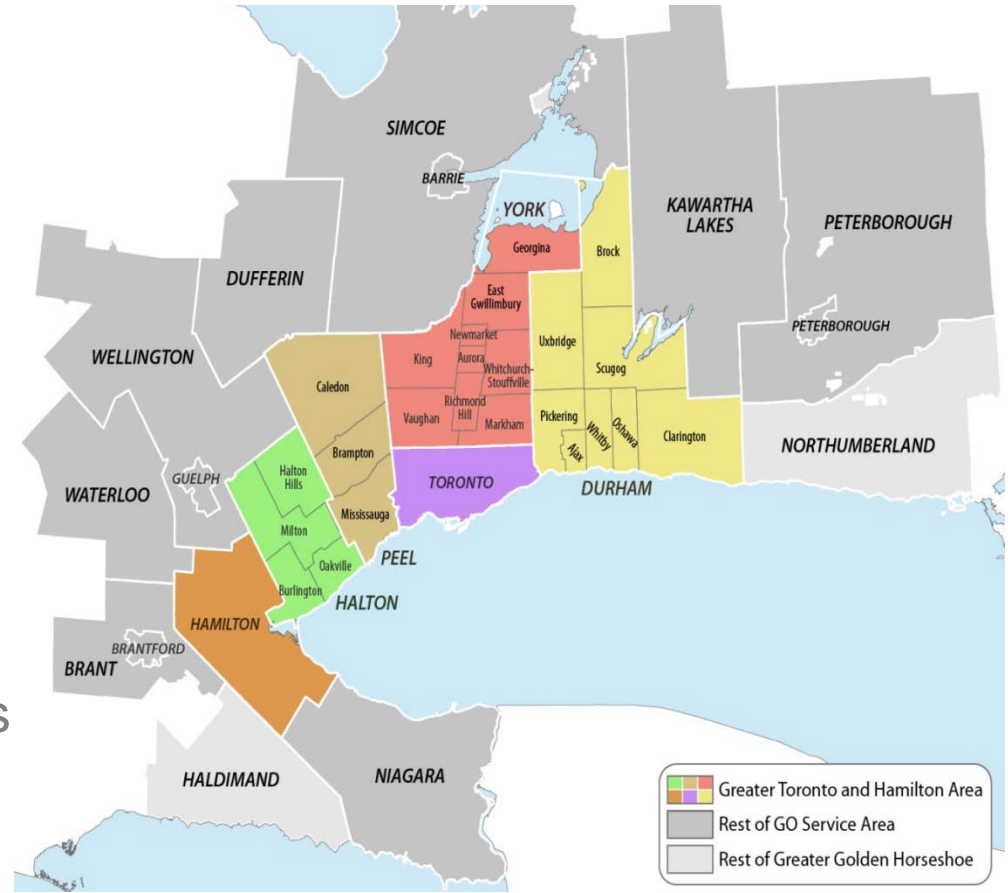 SIMCOE
BARRIE
YORK
KAWARTHA
LAKES
PETERBOROUGH
Georgina
Brock
DUFFERIN
East
Gwillimbury
PETERBOROUGH
Newmarket
WELLINGTON
King
Aurora
Whitchurch-
Stouffville
Uxbridge
Scugog
Caledon
Richmond
Hill
Vaughan
Markham
Pickering
Ajax
Whitby
Oshawa
Clarington
NORTHUMBERLAND
Brampton
Halton
Hills
GUELPH
TORONTO
DURHAM
WATERLOO
Mississauga
Milton
PEEL
Oakville
Burlington
HALTON
HAMILTON
BRANTFORD
BRANT
s
HALDIMAND
NIAGARA
Greater Toronto and Hamilton Area
Rest of GO Service Area
Rest of Greater Golden Horseshoe